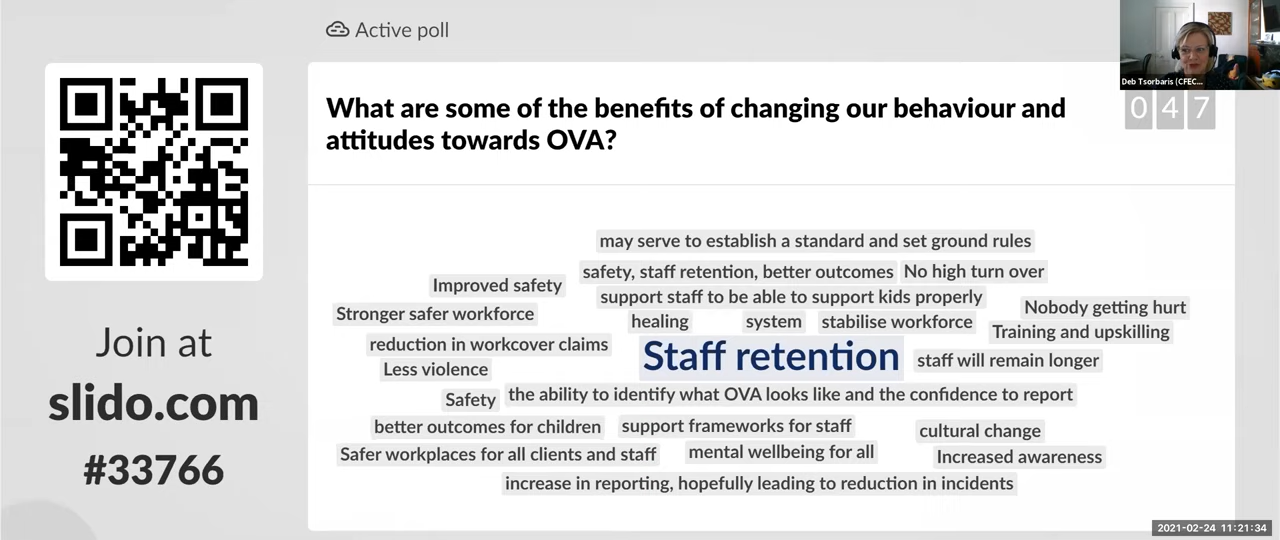 Active poll
Deb Tsorbaris (CFEC...
What are some of the benefits of changing our behaviour and
attitudes towards OVA?
0 4 7
Join at
slido.com
#33766
may serve to establish a standard and set ground rules
safety, staff retention, better outcomes
No high turn over
Improved safety
support staff to be able to support kids properly
Nobody getting hurt
Stronger safer workforce
healing
system
stabilise workforce
Training and upskilling
reduction in workcover claims
Staff retention
staff will remain longer
Less violence
Safety
the ability to identify what OVA looks like and the confidence to report
better outcomes for children
support frameworks for staff
cultural change
Safer workplaces for all clients and staff
mental wellbeing for all
Increased awareness
increase in reporting, hopefully leading to reduction in incidents
2021-02-24 11:21:34